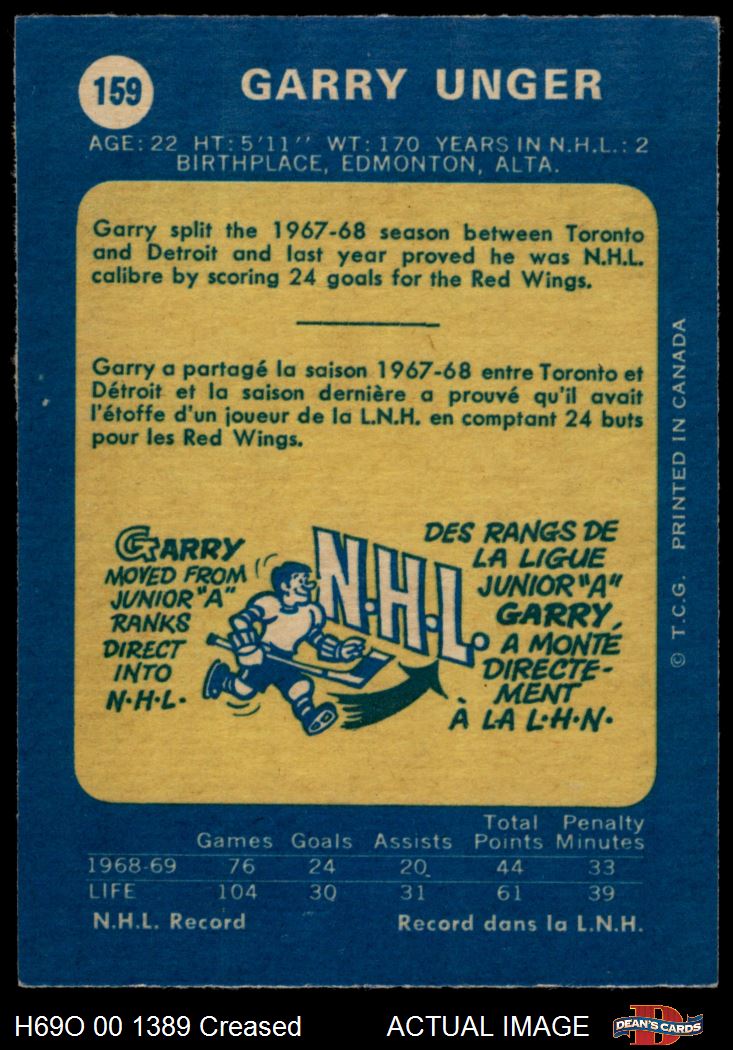 159
GARRY UNGER
AGE: 22 HT: 5'11" WT: 170 YEARS IN N.H.L.: 2
BIRTHPLACE, EDMONTON, ALTA.
Garry split the 1967-68 season between Toronto
and Detroit and last year proved he was N.H.L.
calibre by scoring 24 goals for the Red Wings.
Garry a partagé la saison 1967-68 entre Toronto et
Détroit et la saison dernière a prouvé qu'il avait
l'étoffe d'un joueur de la L.N.H. en comptant 24 buts
pour les Red Wings.
GARRY
MOVED FROM
JUNIOR "A"
RANKS
DIRECT
INTO
N·H·L·
N·H·L.
DES RANGS DE
LA LIGUE
JUNIOR "A"
GARRY,
A MONTÉ
DIRECTE-
MENT
À LA L·H·N·
© T.C.G. PRINTED IN CANADA
Total Penalty
Games Goals Assists Points Minutes
1968-69 76 24 20 44 33
LIFE 104 30 31 61 39
N.H.L. Record Record dans la L.N.H.
H69O 00 1389 Creased ACTUAL IMAGE
D
DEAN'S CARDS